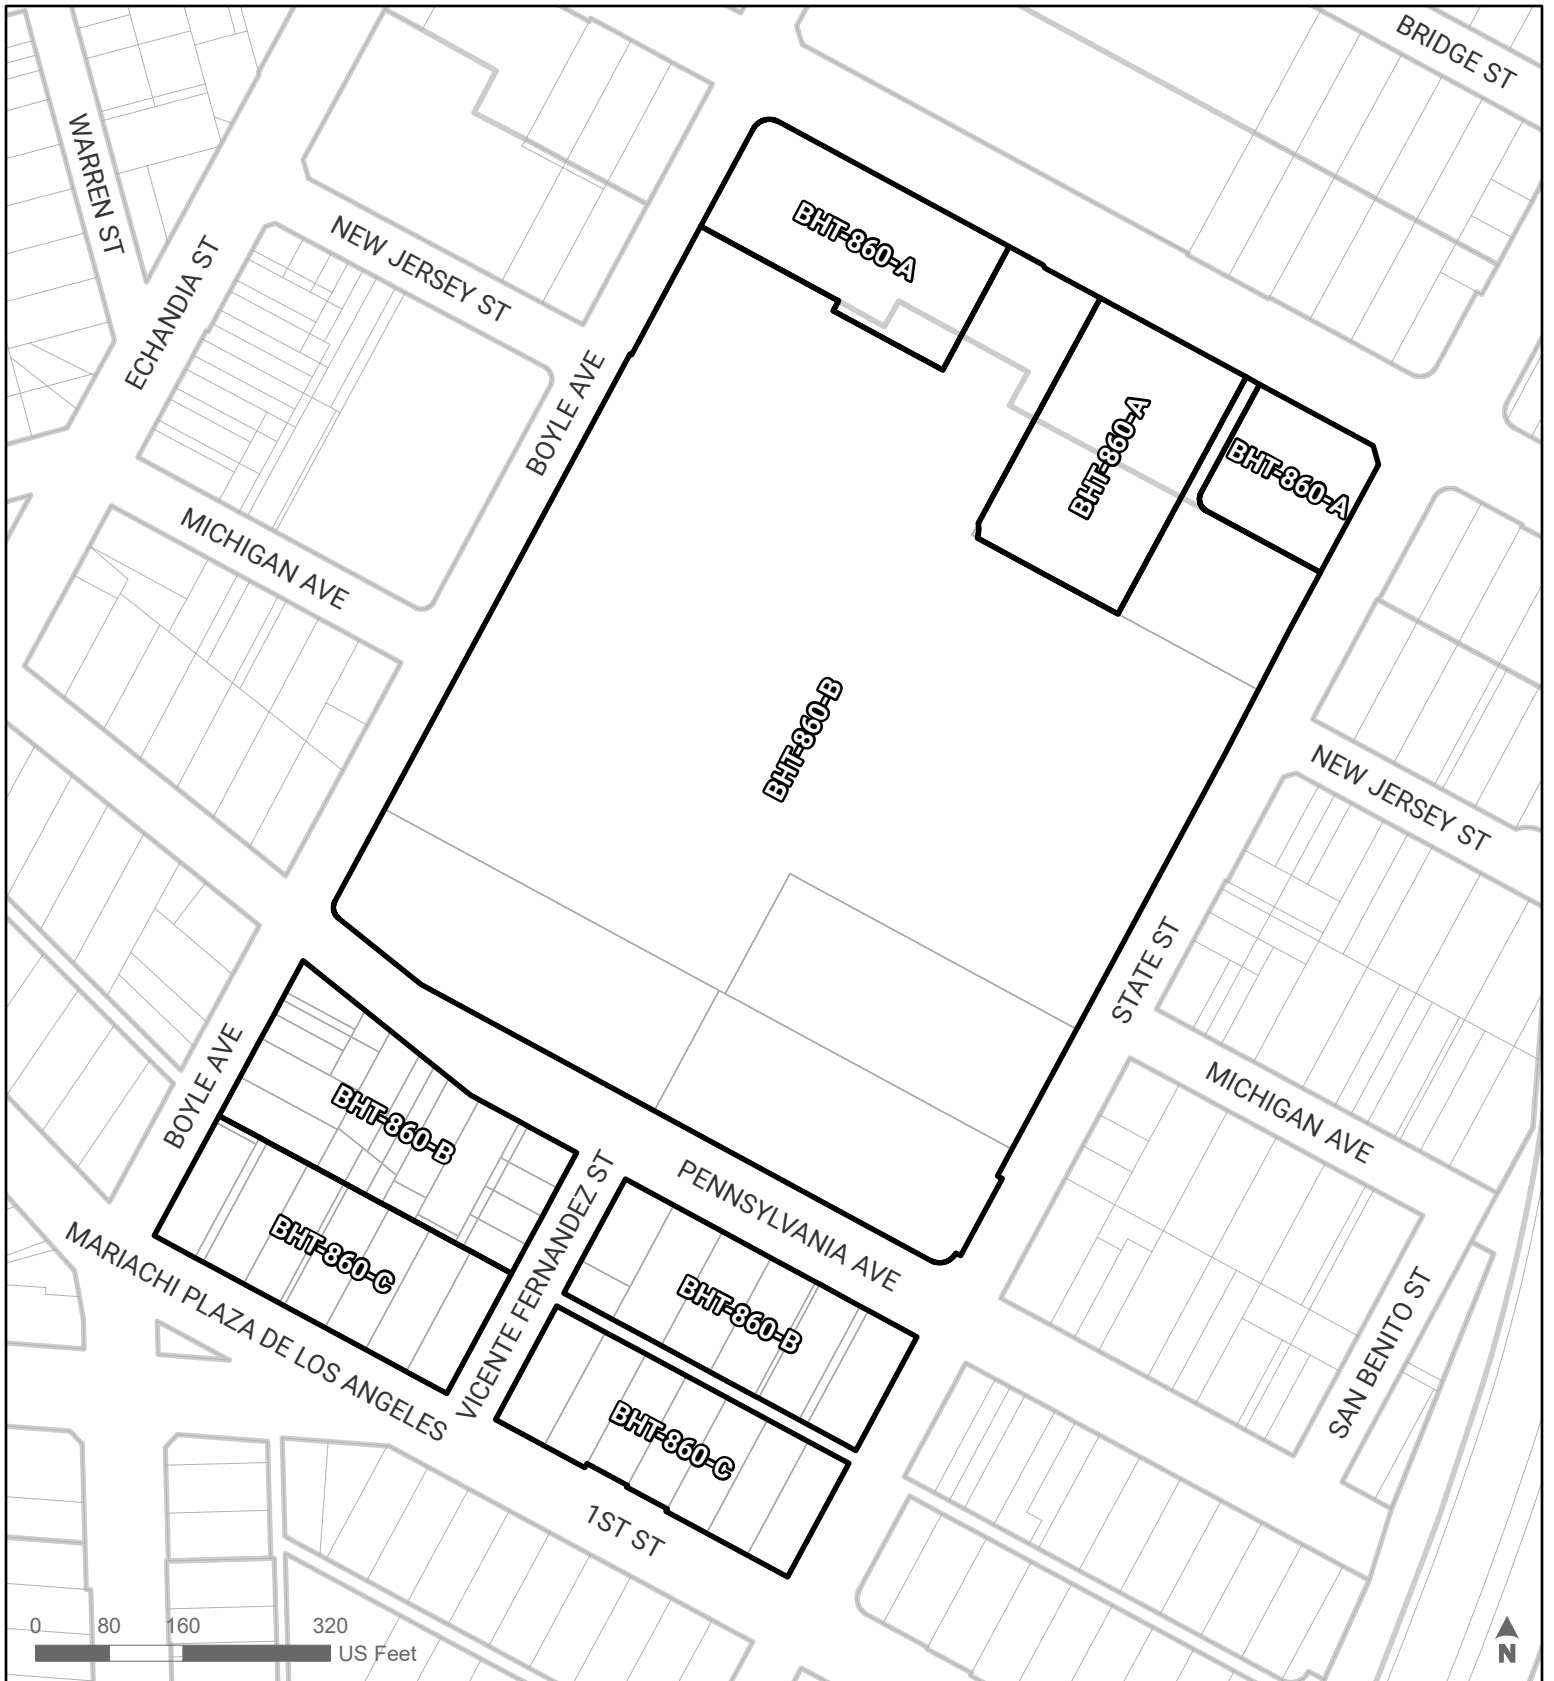 BRIDGE ST
WARREN ST
BHT-860-A
NEW JERSEY ST
ECHANDIA ST
BOYLE AVE
BHT-860-A
BHT-860-A
MICHIGAN AVE
BHT-860-B
NEW JERSEY ST
STATE ST
BOYLE AVE
BHT-860-B
MICHIGAN AVE
PENNSYLVANIA AVE
VICENTE FERNANDEZ ST
BHT-860-C
MARIACHI PLAZA DE LOS ANGELES
BHT-860-B
SAN BENITO ST
BHT-860-C
1ST ST
0 80 160 320
US Feet
N